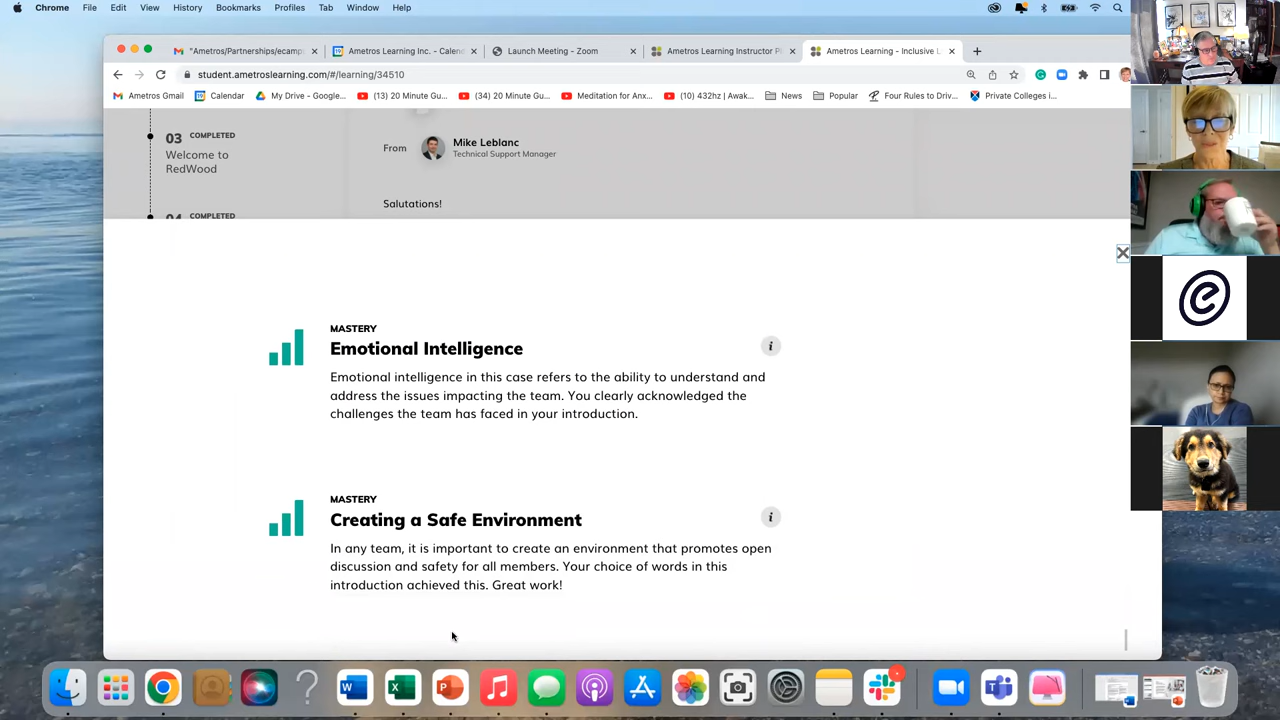 Chrome File Edit View History Bookmarks Profiles Tab Window Help
"Ametros/Partnerships/ecamp
Ametros Learning Inc. - Calend
Launch Meeting - Zoom
Ametros Learning Instructor Pl
Ametros Learning - Inclusive L
student.ametroslearning.com/#/learning/34510
Ametros Gmail
Calendar
My Drive - Google...
(13) 20 Minute Gu...
(34) 20 Minute Gu...
Meditation for Anx...
(10) 432hz | Awak...
News
Popular
Four Rules to Driv...
Private Colleges i...
03 COMPLETED
Welcome to
RedWood
04 COMPLETED
From
Mike Leblanc
Technical Support Manager
Salutations!
MASTERY
Emotional Intelligence
Emotional intelligence in this case refers to the ability to understand and
address the issues impacting the team. You clearly acknowledged the
challenges the team has faced in your introduction.
MASTERY
Creating a Safe Environment
In any team, it is important to create an environment that promotes open
discussion and safety for all members. Your choice of words in this
introduction achieved this. Great work!